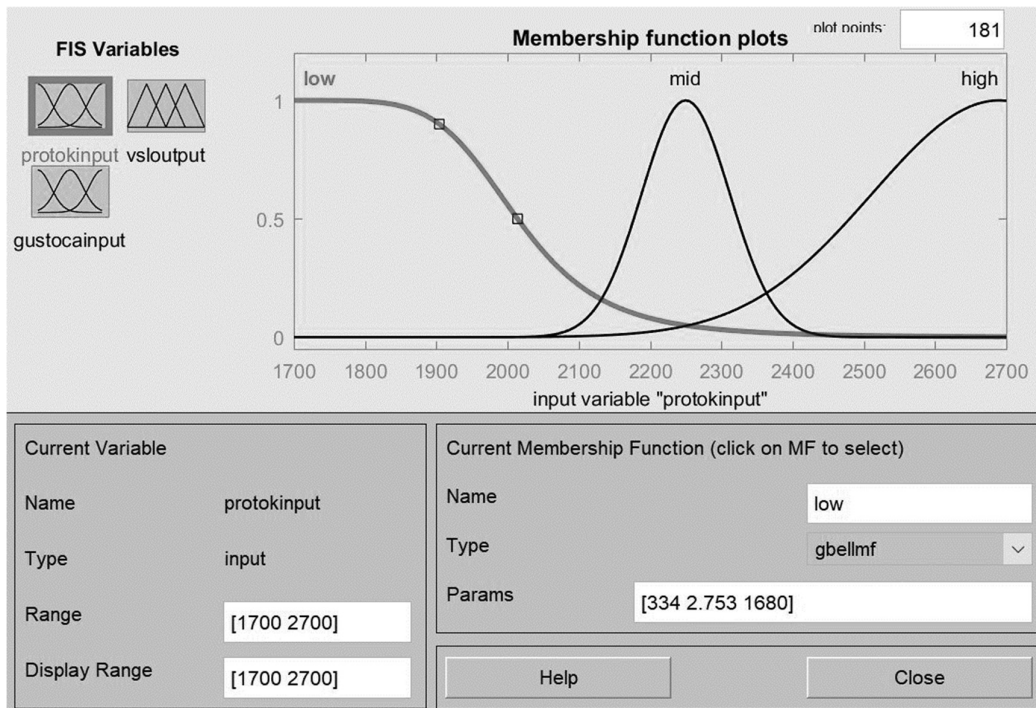 FIS Variables
protokinput vsloutput
gustocainput
Membership function plots
plot points: 181
low mid high
1
0.5
0
1700 1800 1900 2000 2100 2200 2300 2400 2500 2600 2700
input variable "protokinput"
Current Variable
Name protokinput
Type input
Range [1700 2700]
Display Range [1700 2700]
Current Membership Function (click on MF to select)
Name low
Type gbellmf
Params [334 2.753 1680]
Help Close